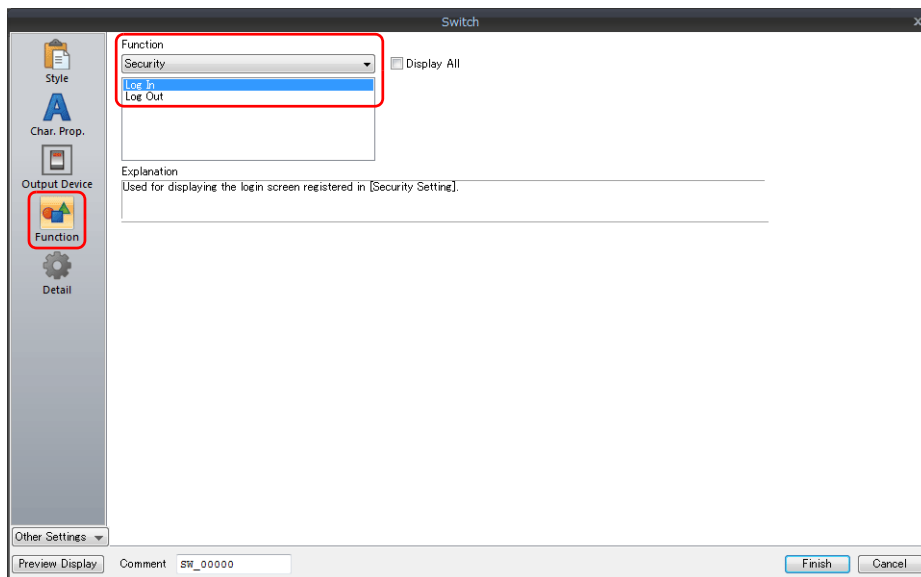 Switch
x
Style
Char. Prop.
Output Device
Function
Detail
Other Settings
Function
Security
Display All
Log In
Log Out
Explanation
Used for displaying the login screen registered in [Security Setting].
Preview Display
Comment SW_00000
Finish
Cancel